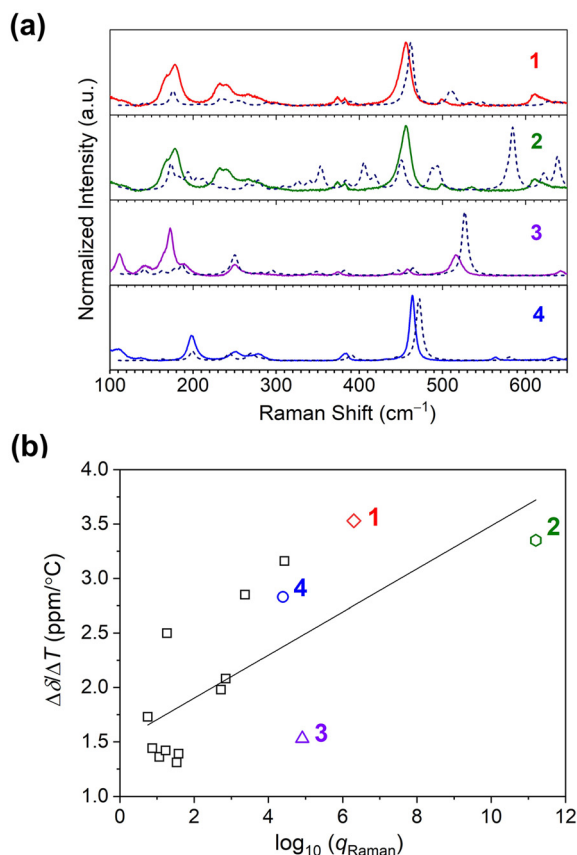 (a)
Normalized Intensity (a.u.)
1
2
3
4
100 200 300 400 500 600
Raman Shift (cm⁻¹)
(b)
Δδ/ΔT (ppm/°C)
4.0
3.5
3.0
2.5
2.0
1.5
1.0
1
2
4
3
0 2 4 6 8 10 12
log₁₀ (qRaman)